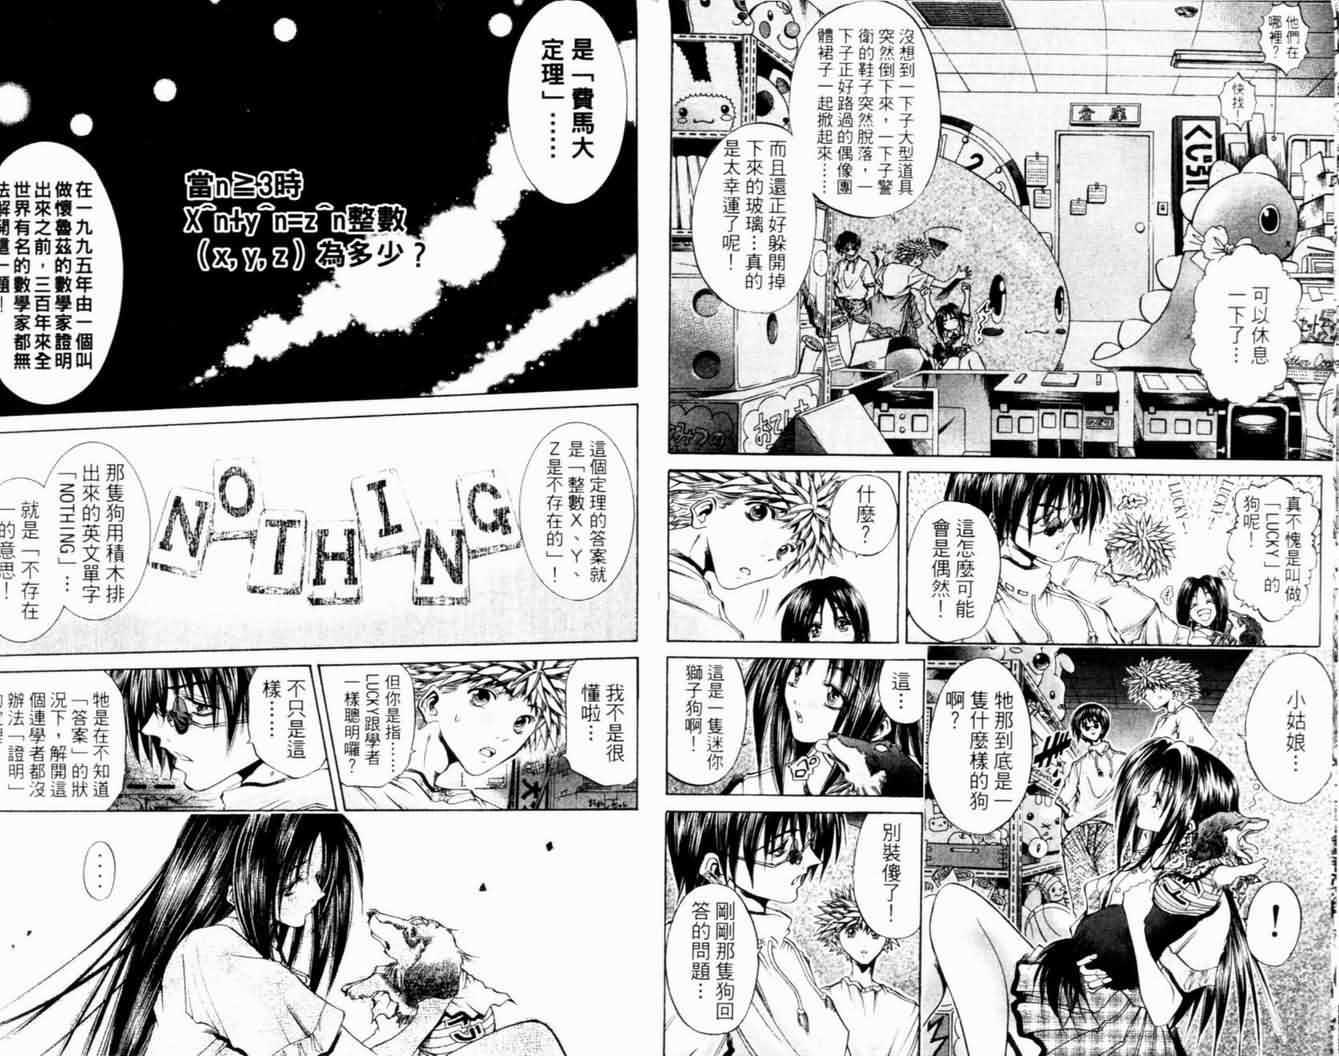 他們在
哪裡？
快找！
倉庫
可以休息
一下了…
沒想到一下子大型道具
突然倒下來，一下子警
衛的鞋子突然脫落，一
下子正好路過的偶像團
體裙子一起掀起來……
而且還正好躲開掉
下來的玻璃…真的
是太幸運了呢！
真不愧是叫做
「LUCKY」的
狗呢！
LUCKY
LUCKY
這怎麼可能
會是偶然！
什麼？
小姑娘…
牠那到底是一
隻什麼樣的狗
啊？
！
這…
這是一隻迷你
獅子狗啊！
別裝傻了！
剛剛那隻狗回
答的問題…
是「費馬大
定理」……
當n≧3時
x^n+y^n=z^n整數
（x,y,z）為多少？
在一九九五年由一個叫
做懷魯茲的數學家證明
出來之前，三百年來全
世界有名的數學家都無
法解開這一題！
這個定理的答案就
是「整數X、Y、
Z是不存在的」！
NOTHING
那隻狗用積木排
出來的英文單字
「NOTHING」…
就是「不存在
」的意思！
我不是很
懂啦…
但你是指……
LUCKY跟學者
一樣聰明囉？
不只是這
樣……
牠是在不知道
「答案」的狀
況下，解開這
個連學者都沒
辦法「證明」
…